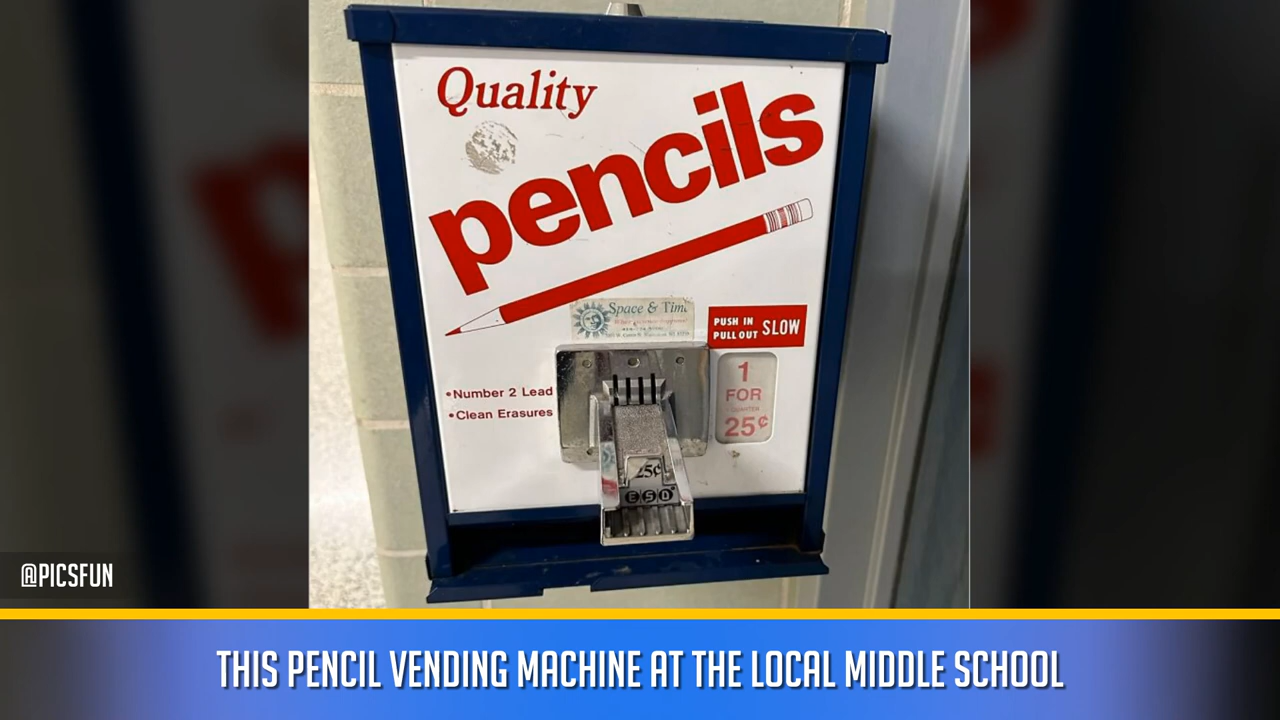 Quality
pencils
Space & Time
PUSH IN
PULL OUT SLOW
1
FOR
QUARTER
25¢
•Number 2 Lead
•Clean Erasures
25¢
ESD
@PICSFUN
THIS PENCIL VENDING MACHINE AT THE LOCAL MIDDLE SCHOOL